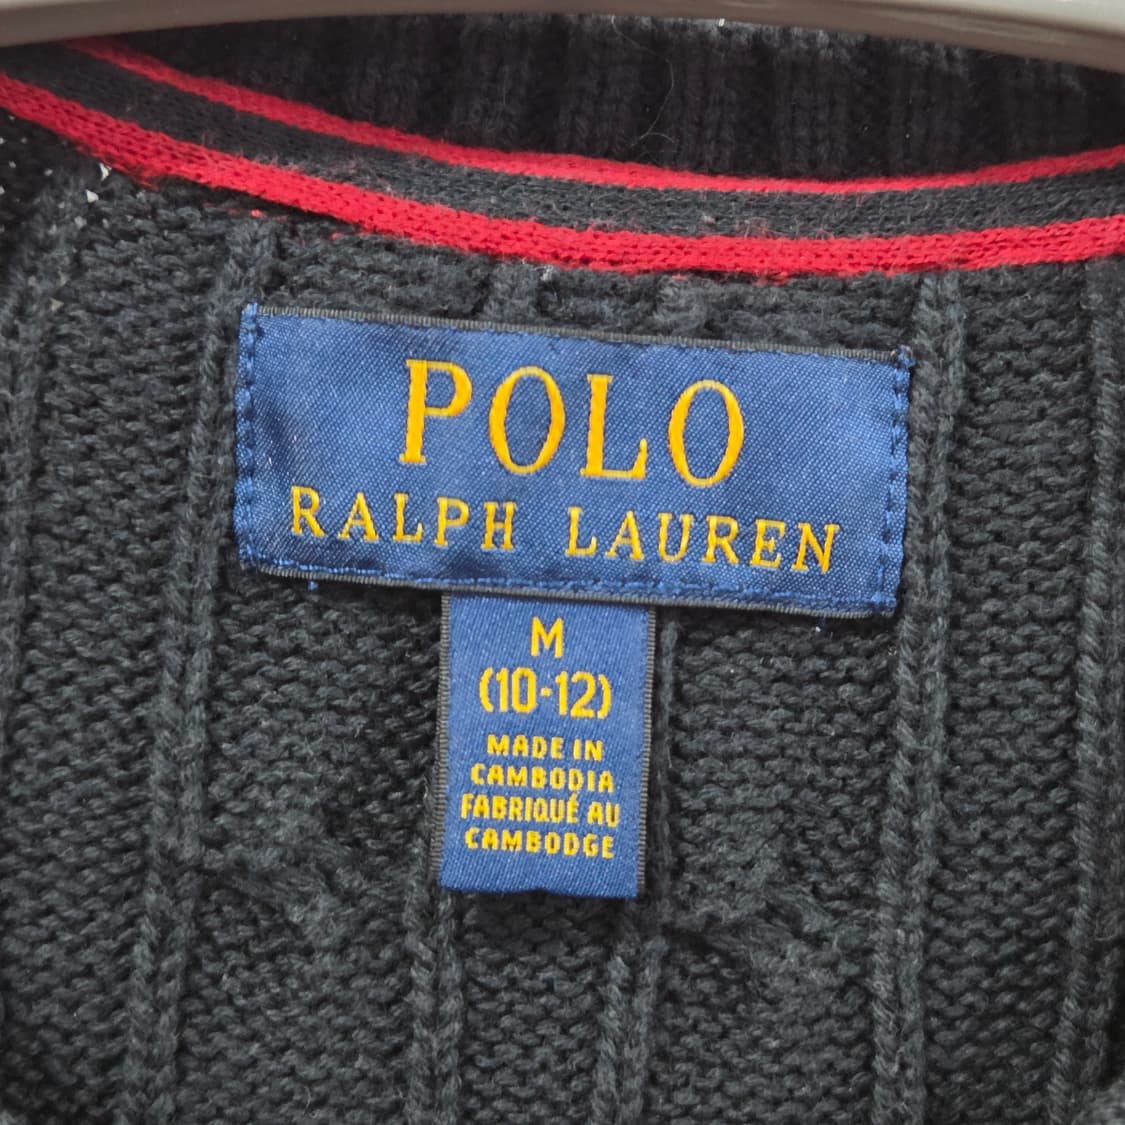 POLO
RALPH LAUREN
M
(10-12)
MADE IN
CAMBODIA
FABRIQUÉ AU
CAMBODGE